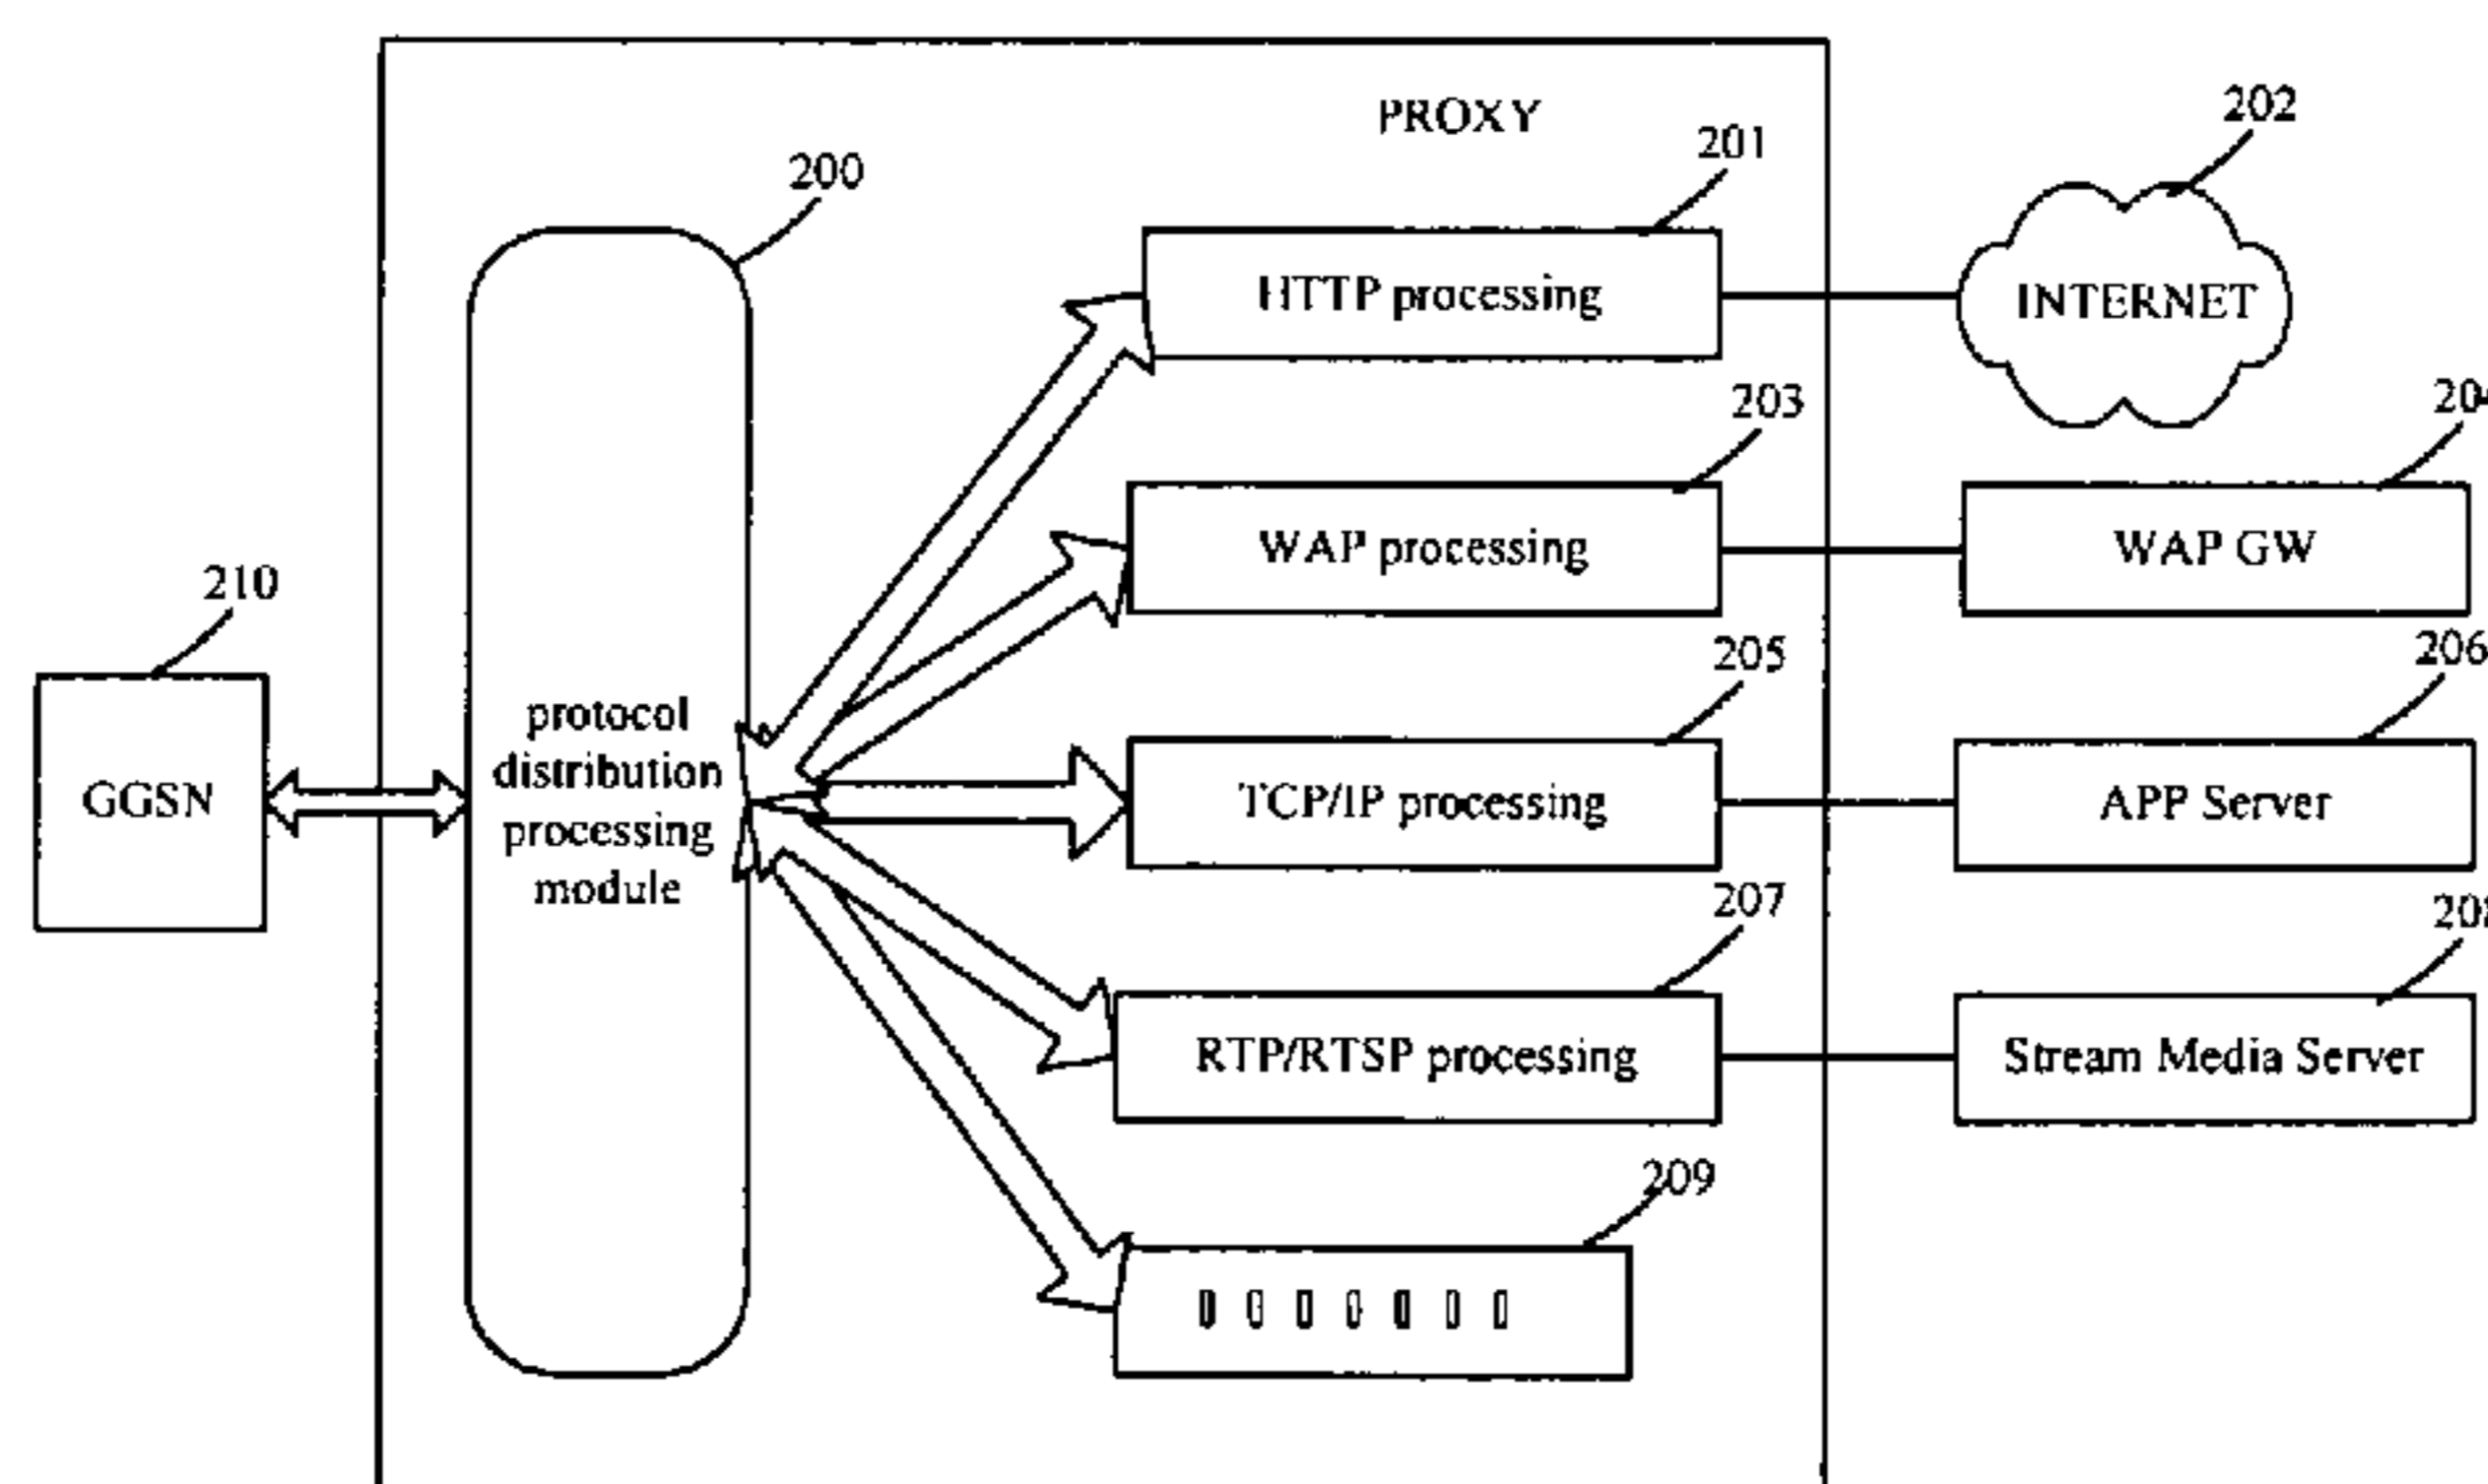 PROXY
200
201
202
HTTP processing
INTERNET
203
WAP processing
WAP GW
210
GGSN
protocol
distribution
processing
module
205
206
TCP/IP processing
APP Server
207
RTP/RTSP processing
Stream Media Server
209